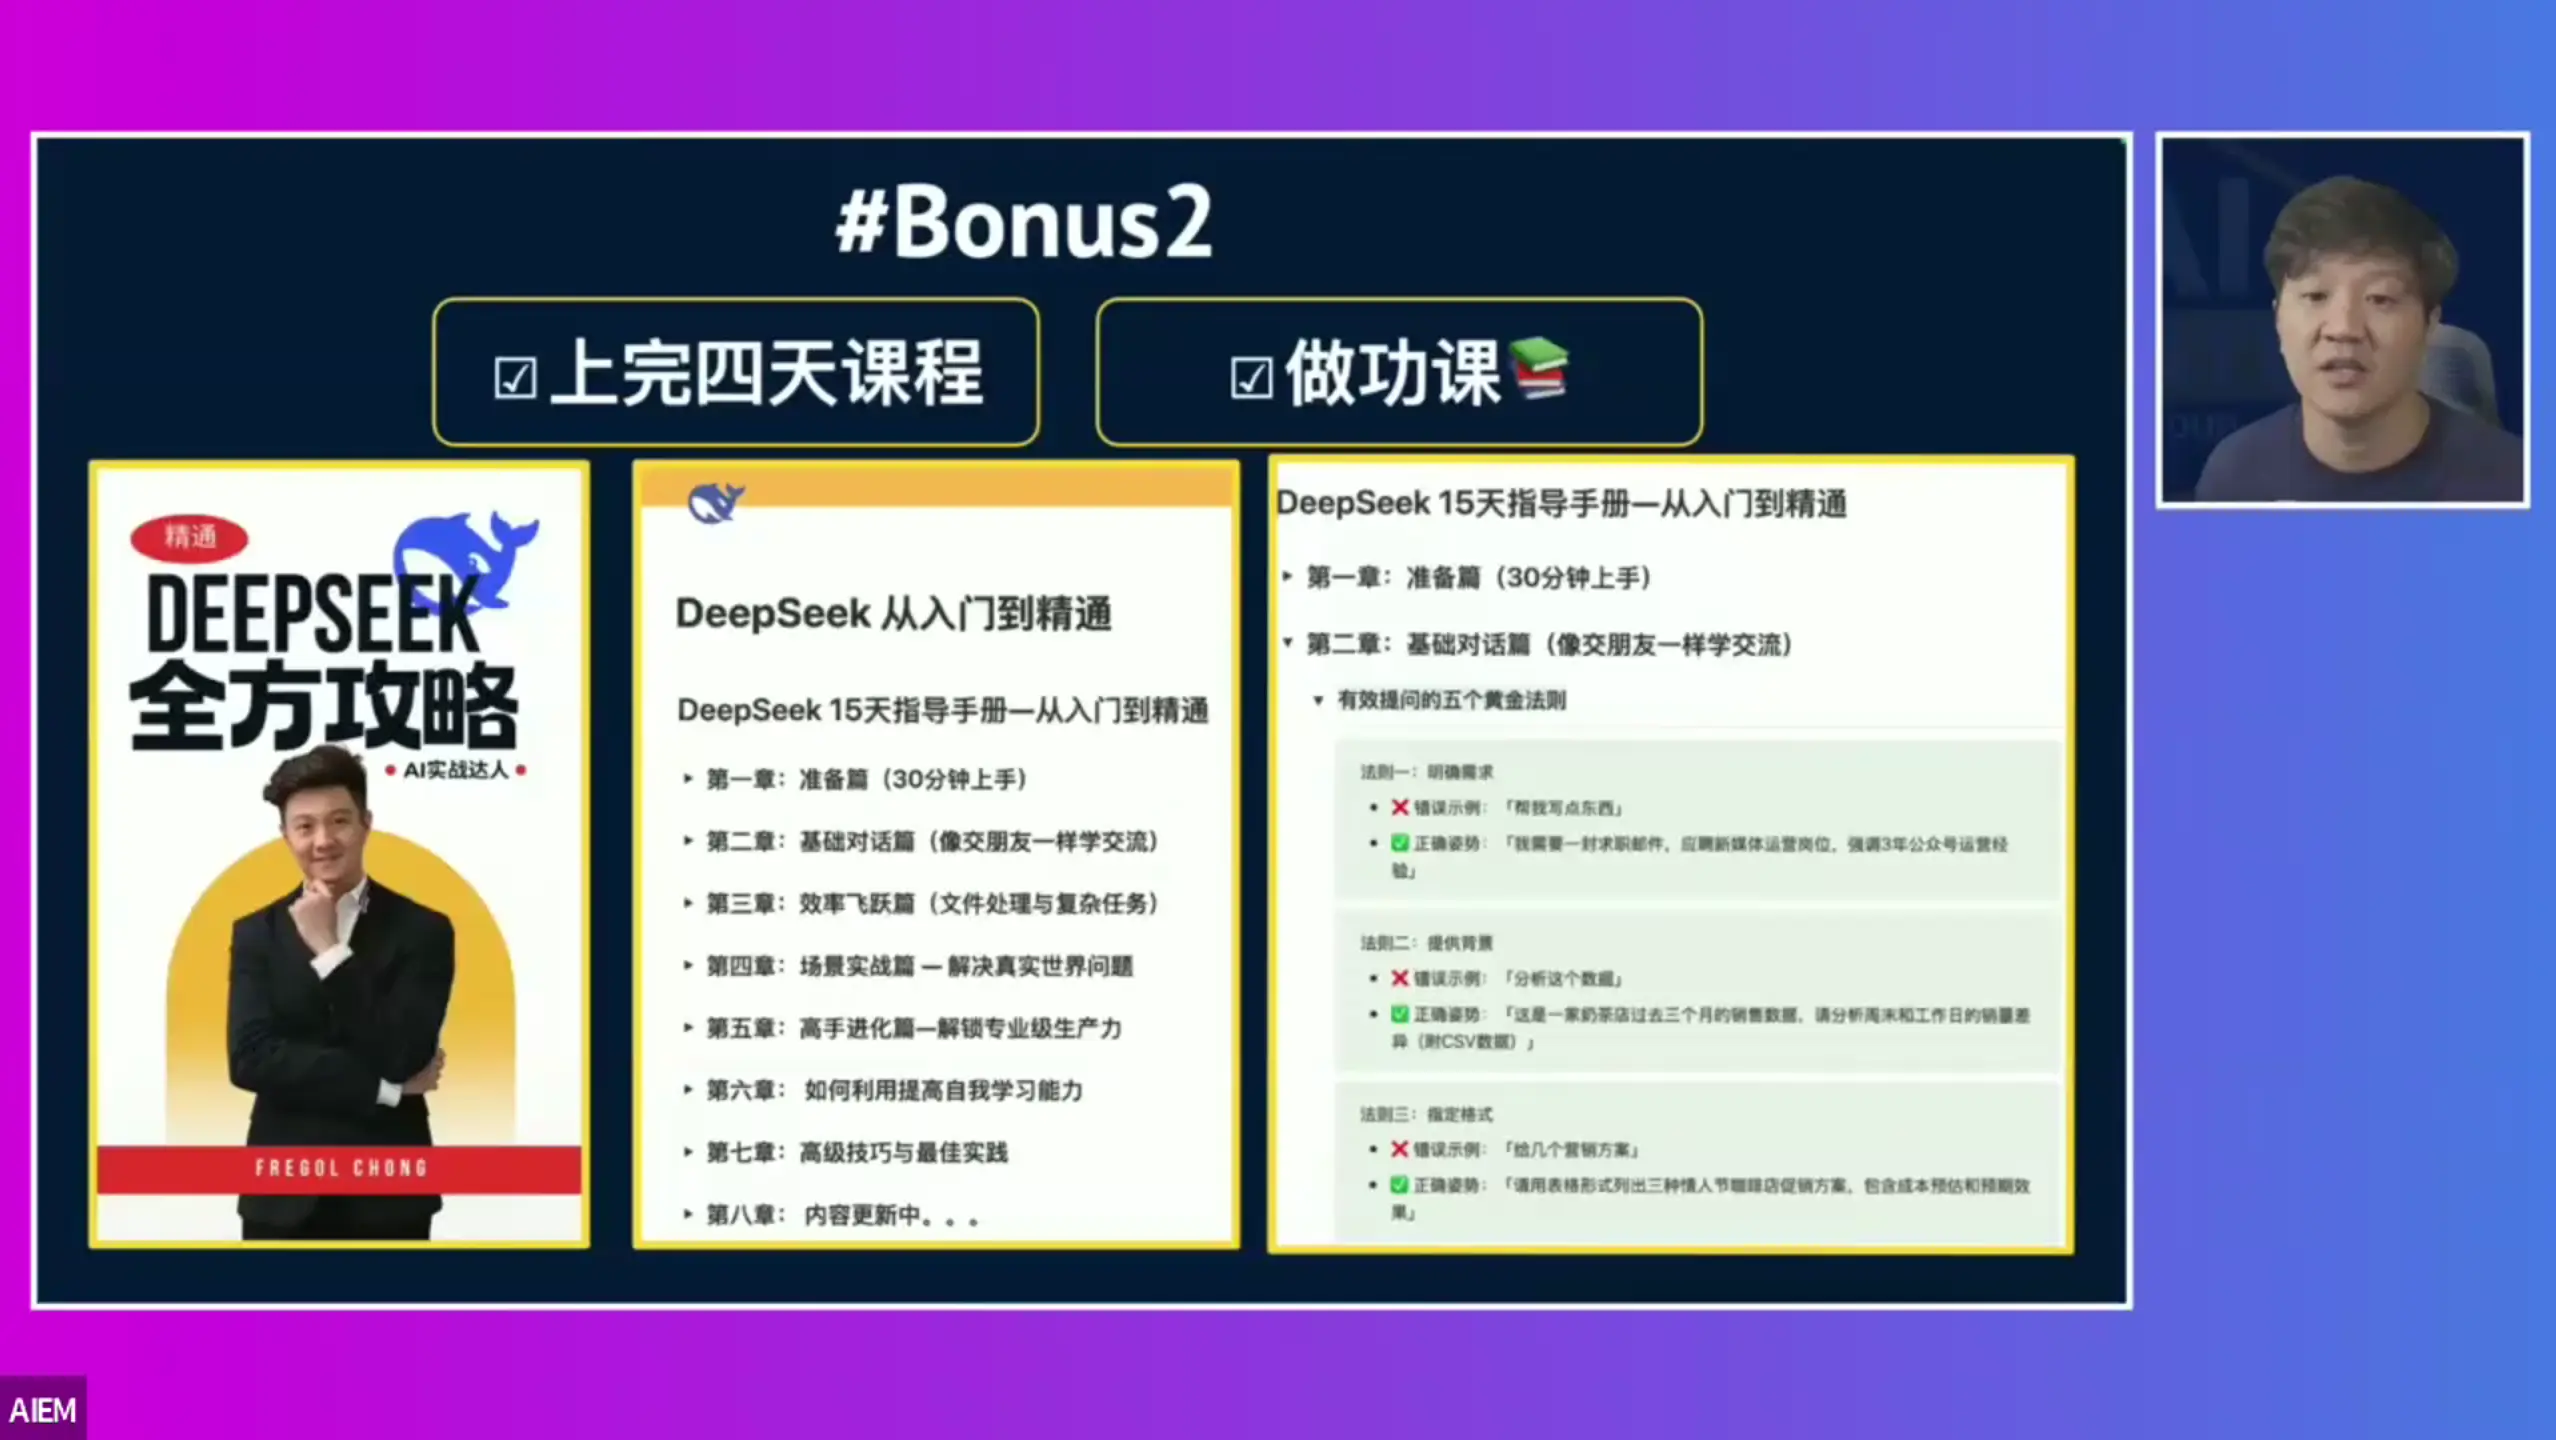 #Bonus2
☑上完四天课程
☑做功课📚
精通
DEEPSEEK
全方攻略
• AI实战达人 •
FREGOL CHONG
DeepSeek 从入门到精通
DeepSeek 15天指导手册—从入门到精通
▸ 第一章：准备篇（30分钟上手）
▸ 第二章：基础对话篇（像交朋友一样学交流）
▸ 第三章：效率飞跃篇（文件处理与复杂任务）
▸ 第四章：场景实战篇 — 解决真实世界问题
▸ 第五章：高手进化篇—解锁专业级生产力
▸ 第六章： 如何利用提高自我学习能力
▸ 第七章：高级技巧与最佳实践
▸ 第八章： 内容更新中。。。
DeepSeek 15天指导手册—从入门到精通
▸ 第一章：准备篇（30分钟上手）
▾ 第二章：基础对话篇（像交朋友一样学交流）
▾ 有效提问的五个黄金法则
法则一：明确需求
• ❌ 错误示例：「帮我写点东西」
• ✅ 正确姿势：「我需要一封求职邮件，应聘新媒体运营岗位，强调3年公众号运营经
验」
法则二：提供背景
• ❌ 错误示例：「分析这个数据」
• ✅ 正确姿势：「这是一家奶茶店过去三个月的销售数据，请分析周末和工作日的销量差
异（附CSV数据）」
法则三：指定格式
• ❌ 错误示例：「给几个营销方案」
• ✅ 正确姿势：「请用表格形式列出三种情人节咖啡店促销方案，包含成本预估和预期效
果」
AIEM